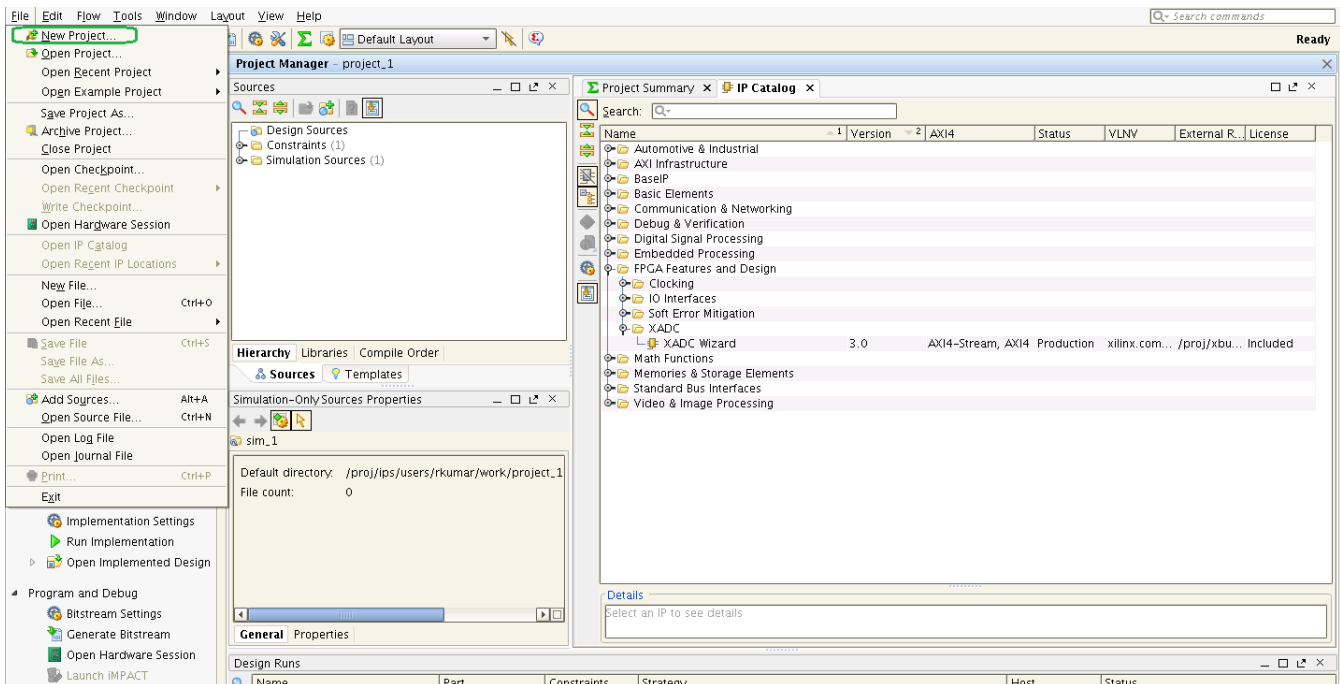 File Edit Flow Tools Window Layout View Help
Search commands
New Project...
Open Project...
Open Recent Project
Open Example Project
Save Project As...
Archive Project...
Close Project
Open Checkpoint...
Open Recent Checkpoint
Write Checkpoint...
Open Hardware Session
Open IP Catalog
Open Recent IP Locations
New File...
Open File... Ctrl+O
Open Recent File
Save File Ctrl+S
Save File As...
Save All Files...
Add Sources... Alt+A
Open Source File... Ctrl+N
Open Log File
Open Journal File
Print... Ctrl+P
Exit
Implementation Settings
Run Implementation
Open Implemented Design
Program and Debug
Bitstream Settings
Generate Bitstream
Open Hardware Session
Launch iMPACT
Default Layout
Ready
Project Manager - project_1
Sources
Design Sources
Constraints (1)
Simulation Sources (1)
Hierarchy Libraries Compile Order
Sources Templates
Simulation-Only Sources Properties
sim_1
Default directory: /proj/ips/users/rkumar/work/project_1
File count: 0
General Properties
Project Summary IP Catalog
Search:
Name 1 Version 2 AXI4 Status VLNV External R... License
Automotive & Industrial
AXI Infrastructure
BaseIP
Basic Elements
Communication & Networking
Debug & Verification
Digital Signal Processing
Embedded Processing
FPGA Features and Design
Clocking
IO Interfaces
Soft Error Mitigation
XADC
XADC Wizard 3.0 AXI4-Stream, AXI4 Production xilinx.com... /proj/xbu... Included
Math Functions
Memories & Storage Elements
Standard Bus Interfaces
Video & Image Processing
Details
Select an IP to see details
Design Runs
Name Part Constraints Strategy Host Status